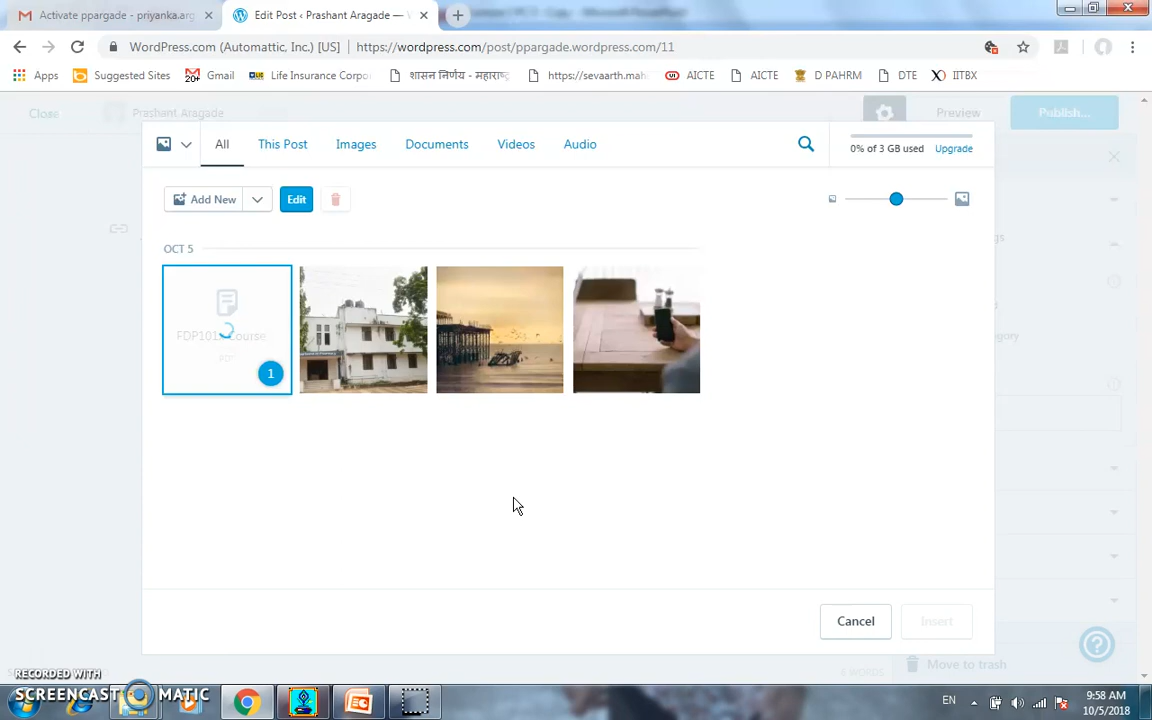 Activate ppargade - priyanka.arg
Edit Post ‹ Prashant Aragade —
WordPress.com (Automattic, Inc.) [US] | https://wordpress.com/post/ppargade.wordpress.com/11
Apps Suggested Sites Gmail Life Insurance Corpo शासन निर्णय - महाराष्ट्र https://sevaarth.mah AICTE AICTE D PAHRM DTE IITBX
Close Prashant Aragade Preview Publish...
All This Post Images Documents Videos Audio
0% of 3 GB used Upgrade
Add New Edit
OCT 5
FDP101x Course
PDF
1
Cancel Insert
Move to trash
RECORDED WITH
SCREENCAST MATIC
EN
9:58 AM
10/5/2018